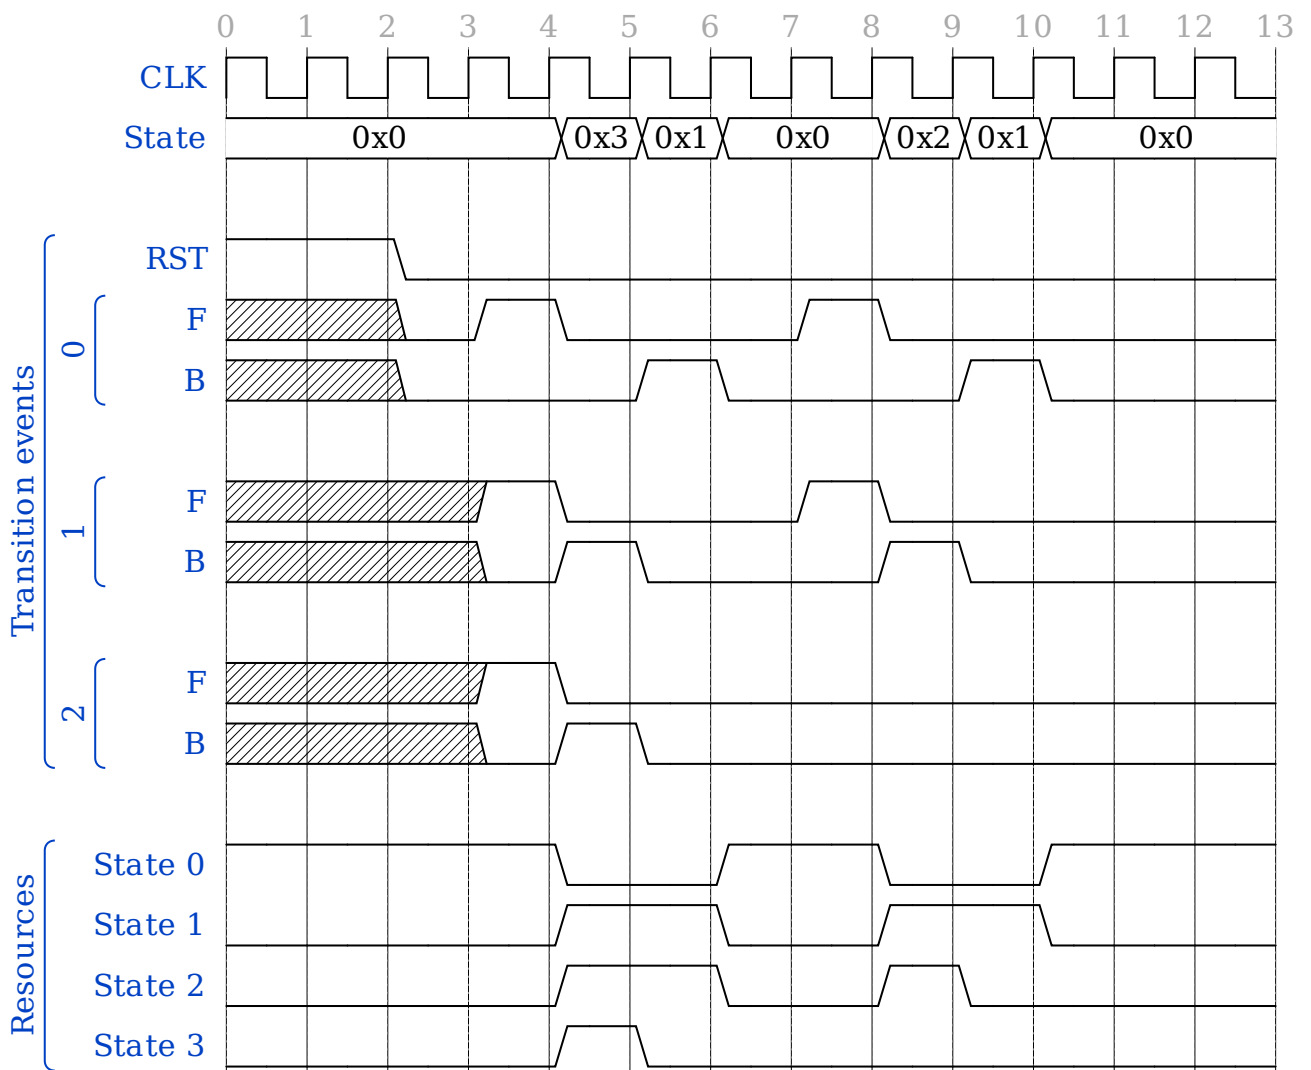 0 1 2 3 4 5 6 7 8 9 10 11 12 13
CLK
State 0x0 0x3 0x1 0x0 0x2 0x1 0x0
Transition events
RST
0
F
B
1
F
B
2
F
B
Resources
State 0
State 1
State 2
State 3